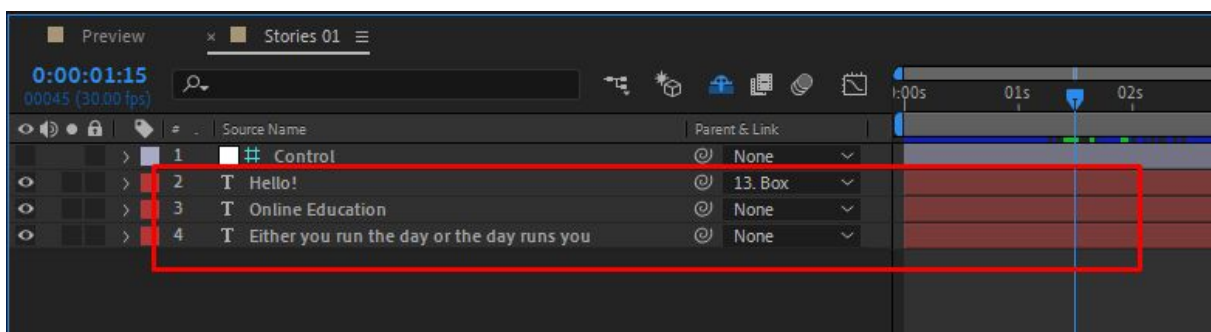 Preview × Stories 01
0:00:01:15
00045 (30.00 fps)
:00s 01s 02s
# Source Name Parent & Link
1 Control None
2 T Hello! 13. Box
3 T Online Education None
4 T Either you run the day or the day runs you None